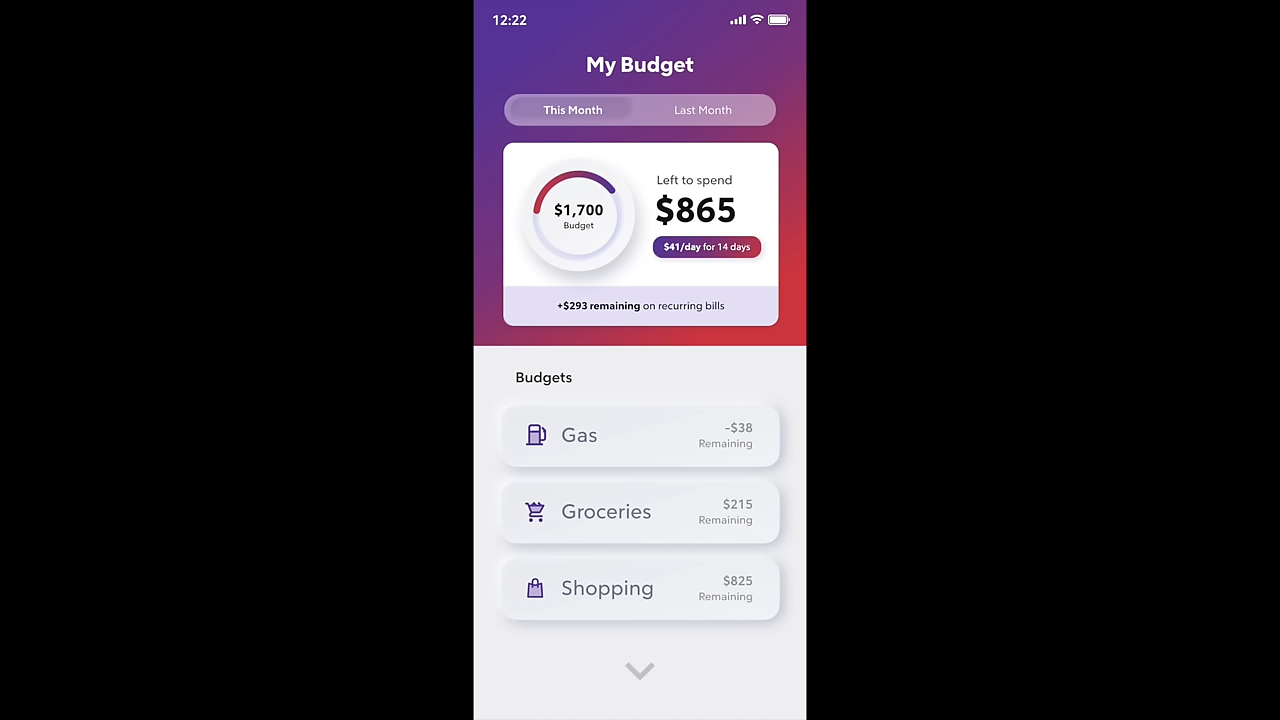 12:22
My Budget
This Month
Last Month
$1,700
Budget
Left to spend
$865
$41/day for 14 days
+$293 remaining on recurring bills
Budgets
Gas
-$38
Remaining
Groceries
$215
Remaining
Shopping
$825
Remaining